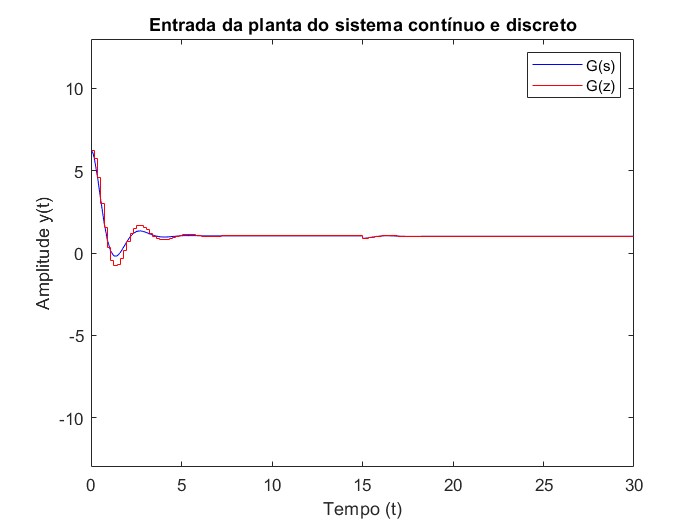 Entrada da planta do sistema contínuo e discreto
G(s)
G(z)
10
5
0
-5
-10
Amplitude y(t)
0 5 10 15 20 25 30
Tempo (t)